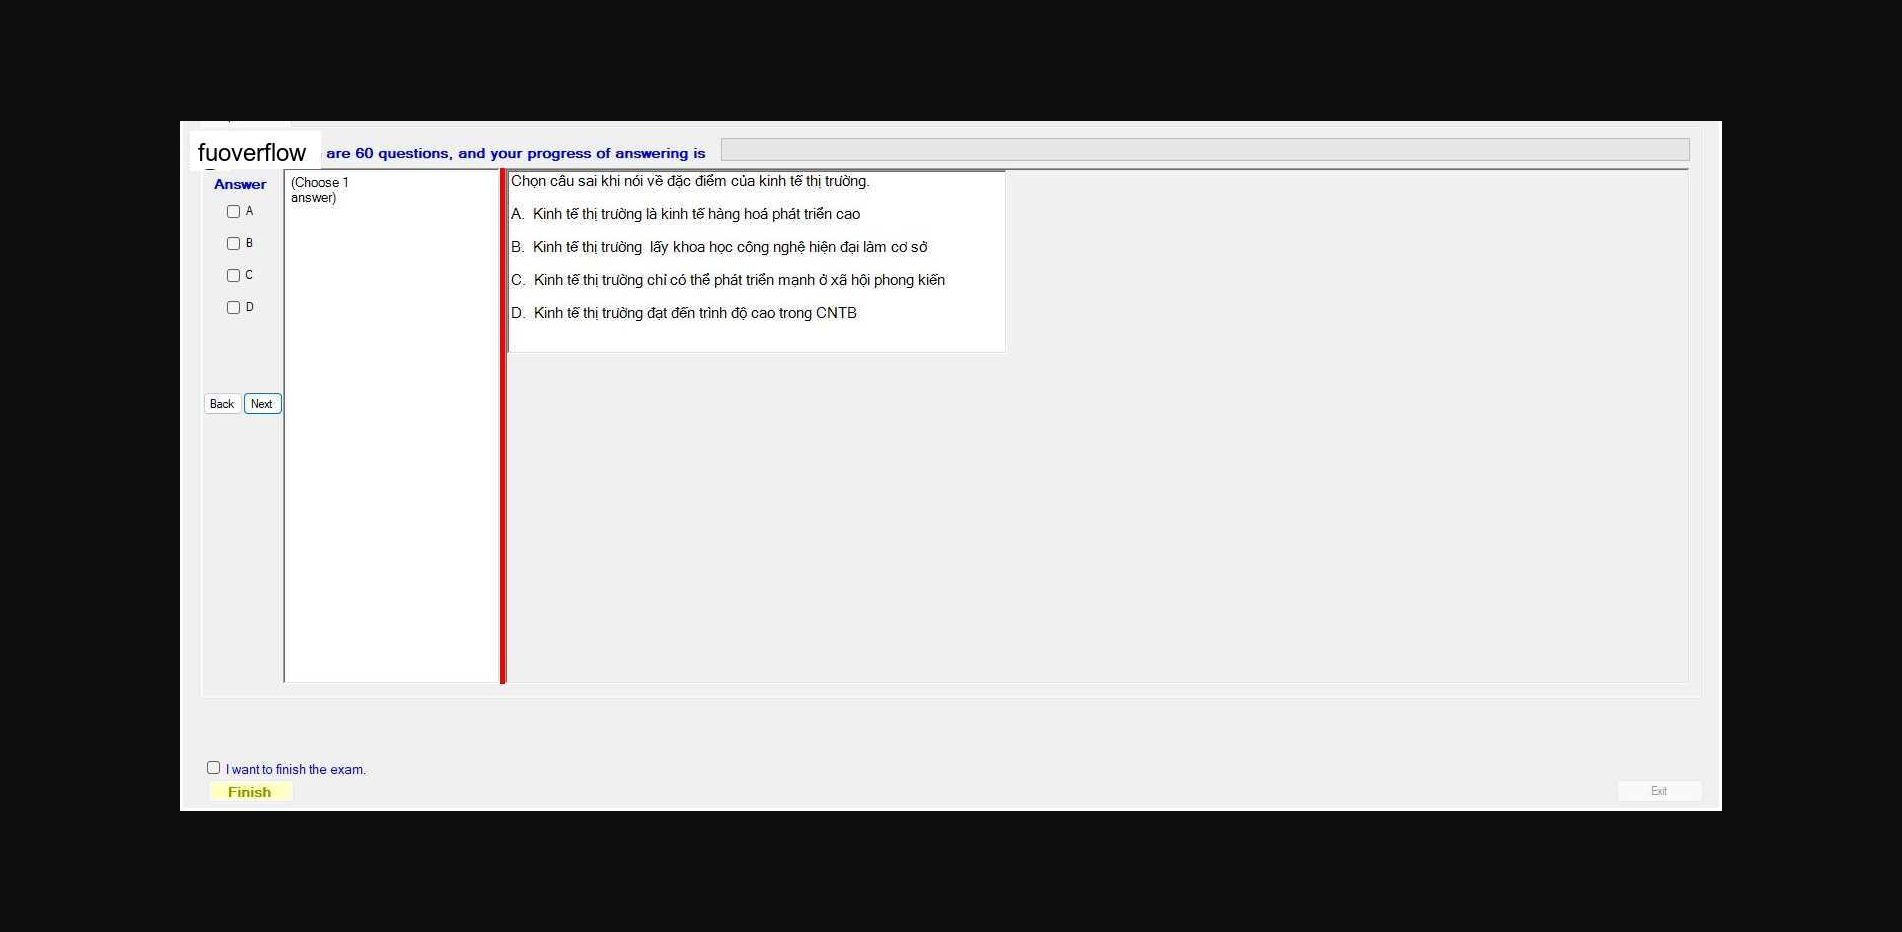 fuoverflow are 60 questions, and your progress of answering is
Answer
(Choose 1
answer)
A
B
C
D
Back Next
Chọn câu sai khi nói về đặc điểm của kinh tế thị trường.
A. Kinh tế thị trường là kinh tế hàng hoá phát triển cao
B. Kinh tế thị trường lấy khoa học công nghệ hiện đại làm cơ sở
C. Kinh tế thị trường chỉ có thể phát triển mạnh ở xã hội phong kiến
D. Kinh tế thị trường đạt đến trình độ cao trong CNTB
I want to finish the exam.
Finish
Exit